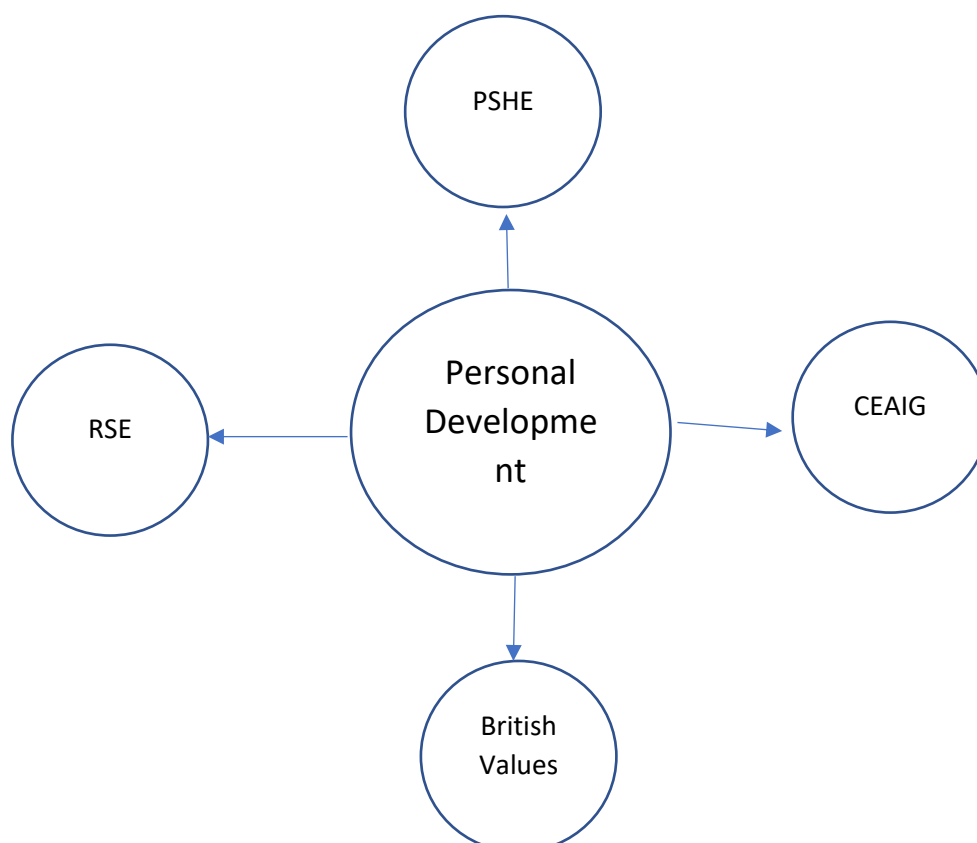 PSHE
Personal
Developme
nt
CEAIG
RSE
British
Values